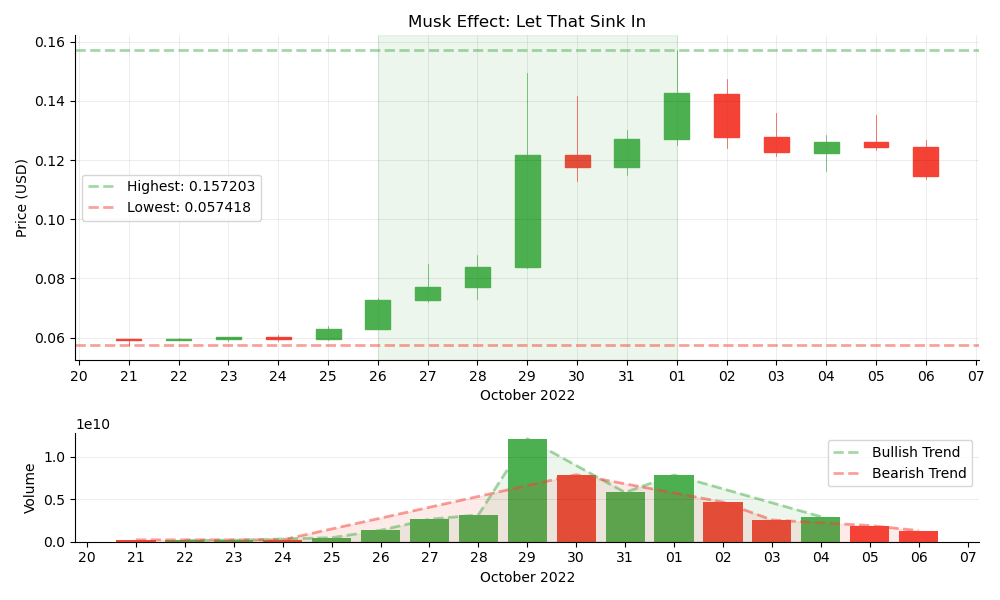 Musk Effect: Let That Sink In
0.16
0.14
0.12
0.10
0.08
0.06
Price (USD)
Highest: 0.157203
Lowest: 0.057418
20 21 22 23 24 25 26 27 28 29 30 31 01 02 03 04 05 06 07
October 2022
1e10
1.0
0.5
0.0
Volume
Bullish Trend
Bearish Trend
20 21 22 23 24 25 26 27 28 29 30 31 01 02 03 04 05 06 07
October 2022